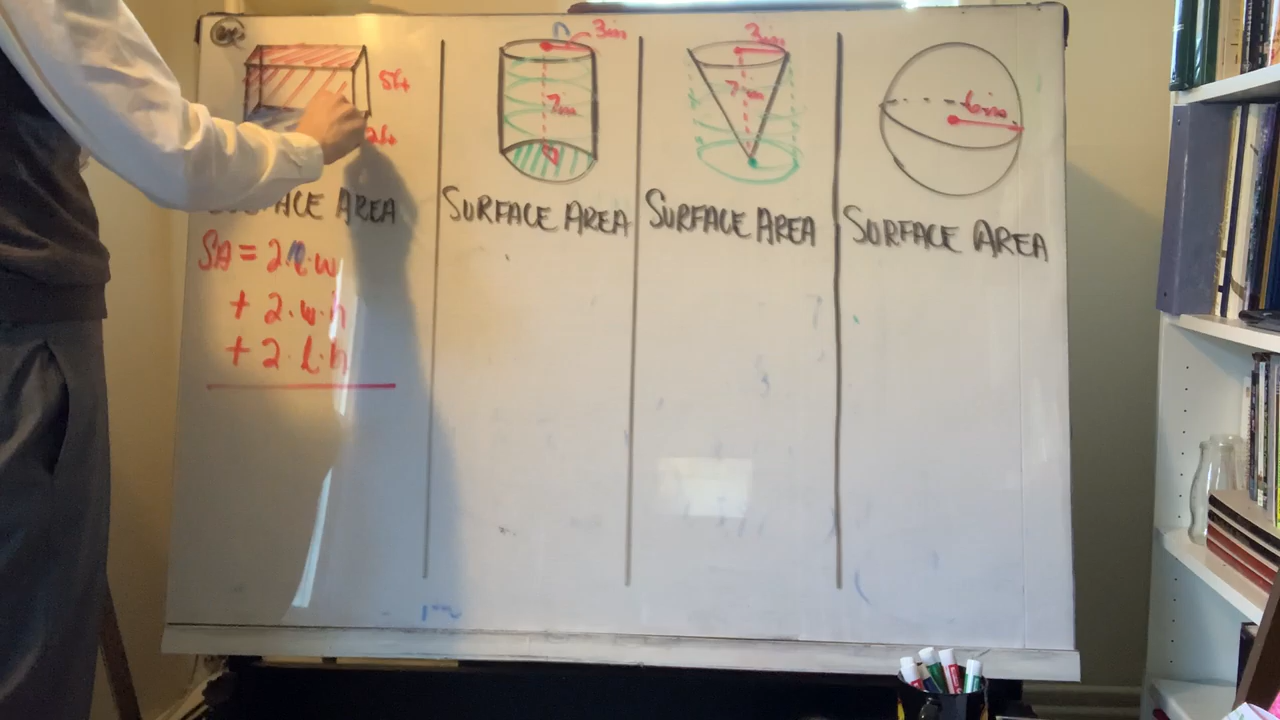 5ft
2ft
SURFACE AREA
SA = 2·l·w
+ 2·w·h
+ 2·l·h
3in
7in
SURFACE AREA
3in
7in
SURFACE AREA
6in
SURFACE AREA